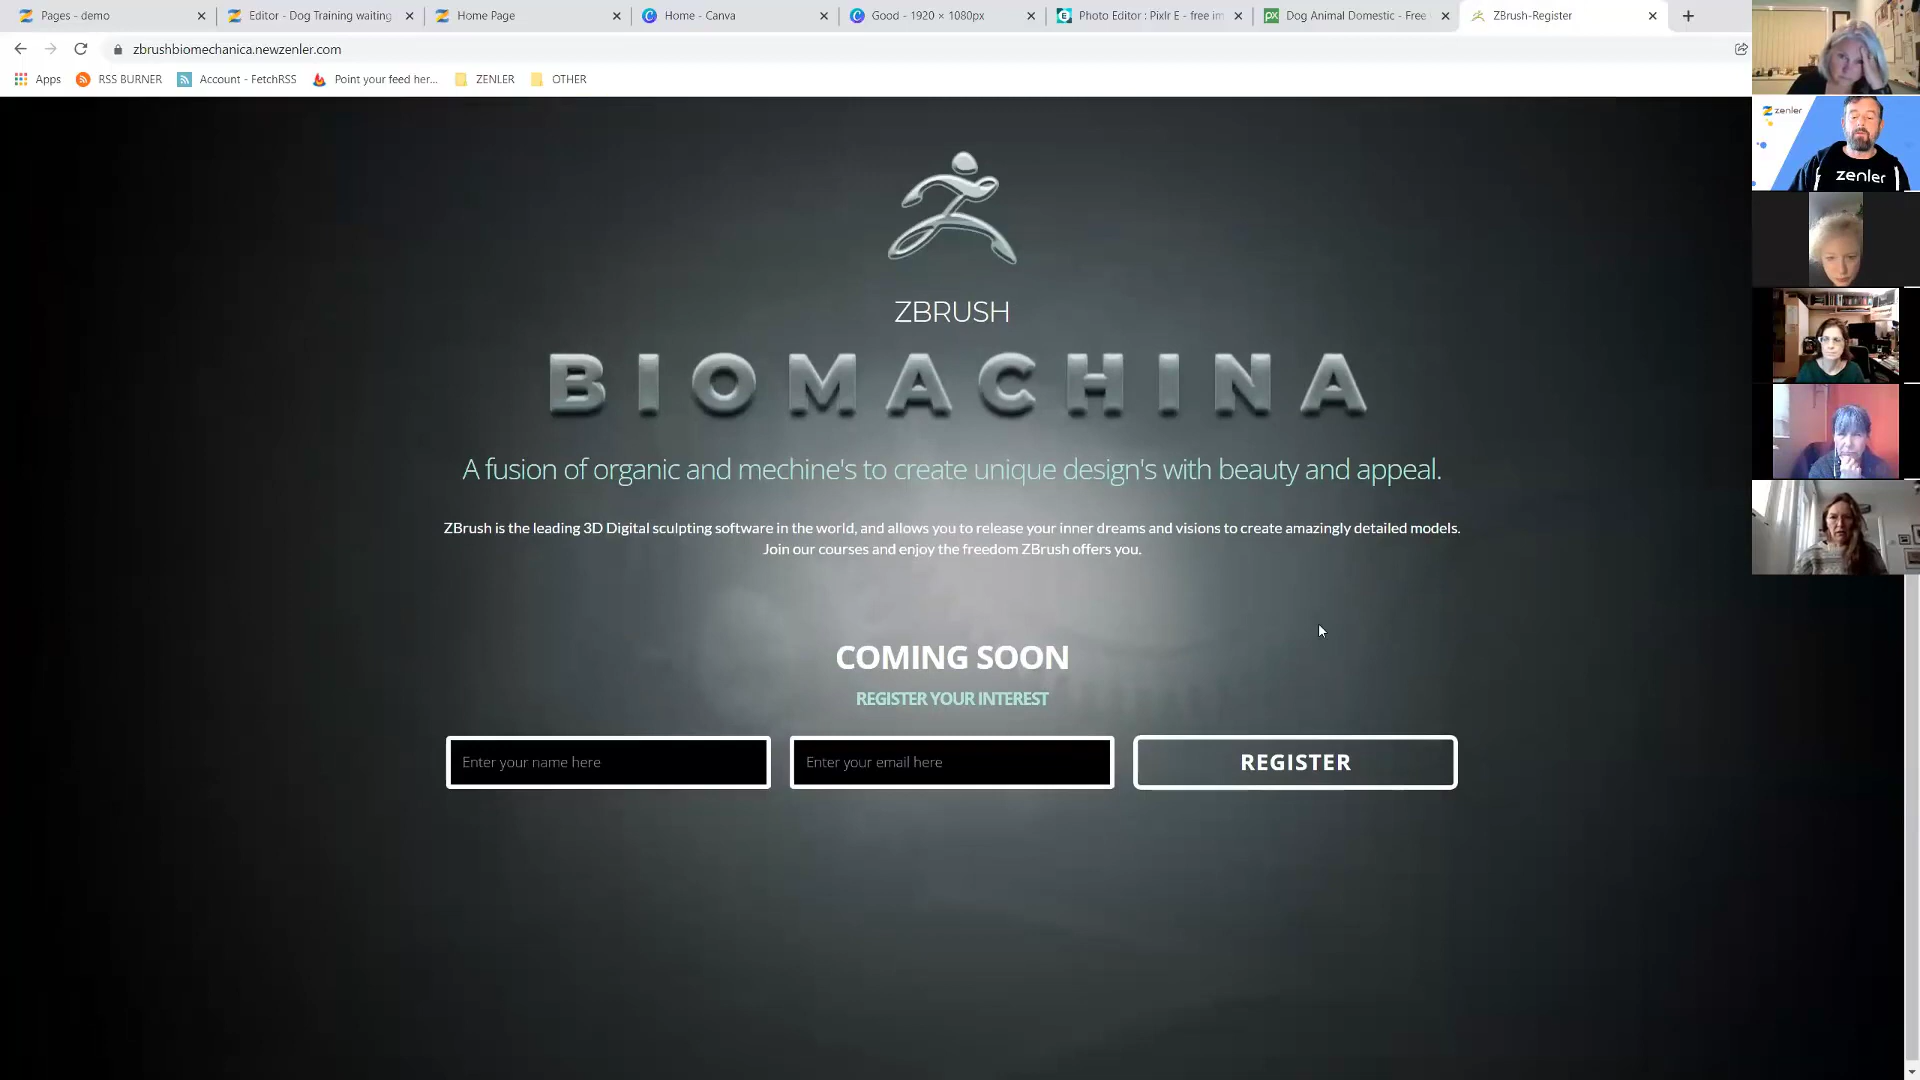 Pages - demo
Editor - Dog Training waiting
Home Page
Home - Canva
Good - 1920 × 1080px
Photo Editor : Pixlr E - free im
Dog Animal Domestic - Free
ZBrush-Register
zbrushbiomechanica.newzenler.com
Apps
RSS BURNER
Account - FetchRSS
Point your feed her...
ZENLER
OTHER
zenler
zenler
ZBRUSH
BIOMACHINA
A fusion of organic and mechine's to create unique design's with beauty and appeal.
ZBrush is the leading 3D Digital sculpting software in the world, and allows you to release your inner dreams and visions to create amazingly detailed models.
Join our courses and enjoy the freedom ZBrush offers you.
COMING SOON
REGISTER YOUR INTEREST
Enter your name here
Enter your email here
REGISTER